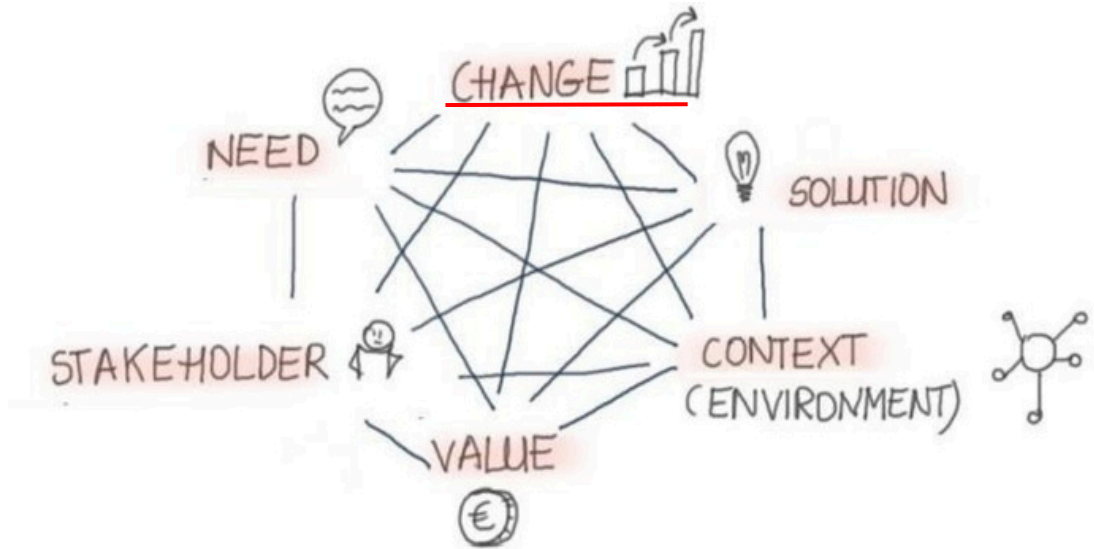 CHANGE
NEED
SOLUTION
STAKEHOLDER
CONTEXT
(ENVIRONMENT)
VALUE
€